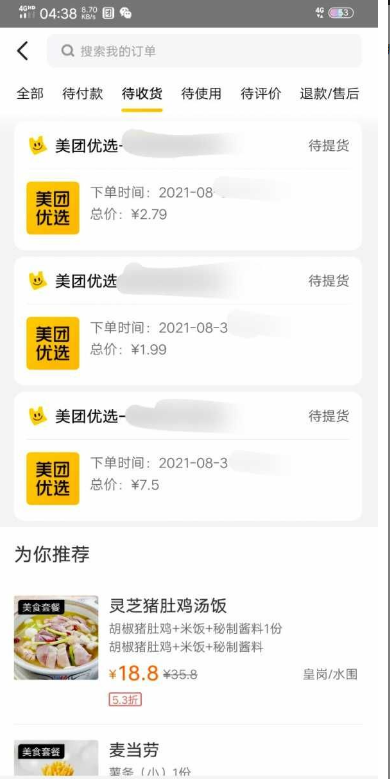 4GHD 04:38 8.70 KB/s 4G 53
搜索我的订单
全部 待付款 待收货 待使用 待评价 退款/售后
美团优选- 待提货
美团
优选
下单时间：2021-08
总价：¥2.79
美团优选 待提货
美团
优选
下单时间：2021-08-3
总价：¥1.99
美团优选- 待提货
美团
优选
下单时间：2021-08-3
总价：¥7.5
为你推荐
美食套餐
灵芝猪肚鸡汤饭
胡椒猪肚鸡+米饭+秘制酱料1份
胡椒猪肚鸡+米饭+秘制酱料
¥18.8 ¥35.8 皇岗/水围
5.3折
美食套餐
麦当劳
薯条（小）1份